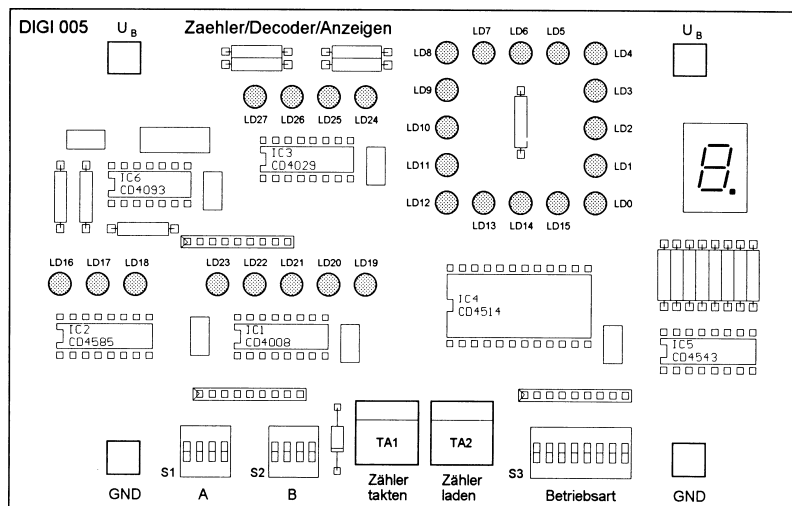 DIGI 005 U B Zaehler/Decoder/Anzeigen U B
LD7 LD6 LD5
LD8 LD4
LD9 LD3
LD27 LD26 LD25 LD24
LD10 LD2
IC3
CD4029
LD11 LD1
IC6
CD4093
LD12 LD0
LD13 LD14 LD15
8.
LD16 LD17 LD18 LD23 LD22 LD21 LD20 LD19
IC4
CD4514
IC2
CD4585
IC1
CD4008
IC5
CD4543
TA1 TA2
S1 S2 S3
A B
Zähler
takten
Zähler
laden
Betriebsart
GND GND